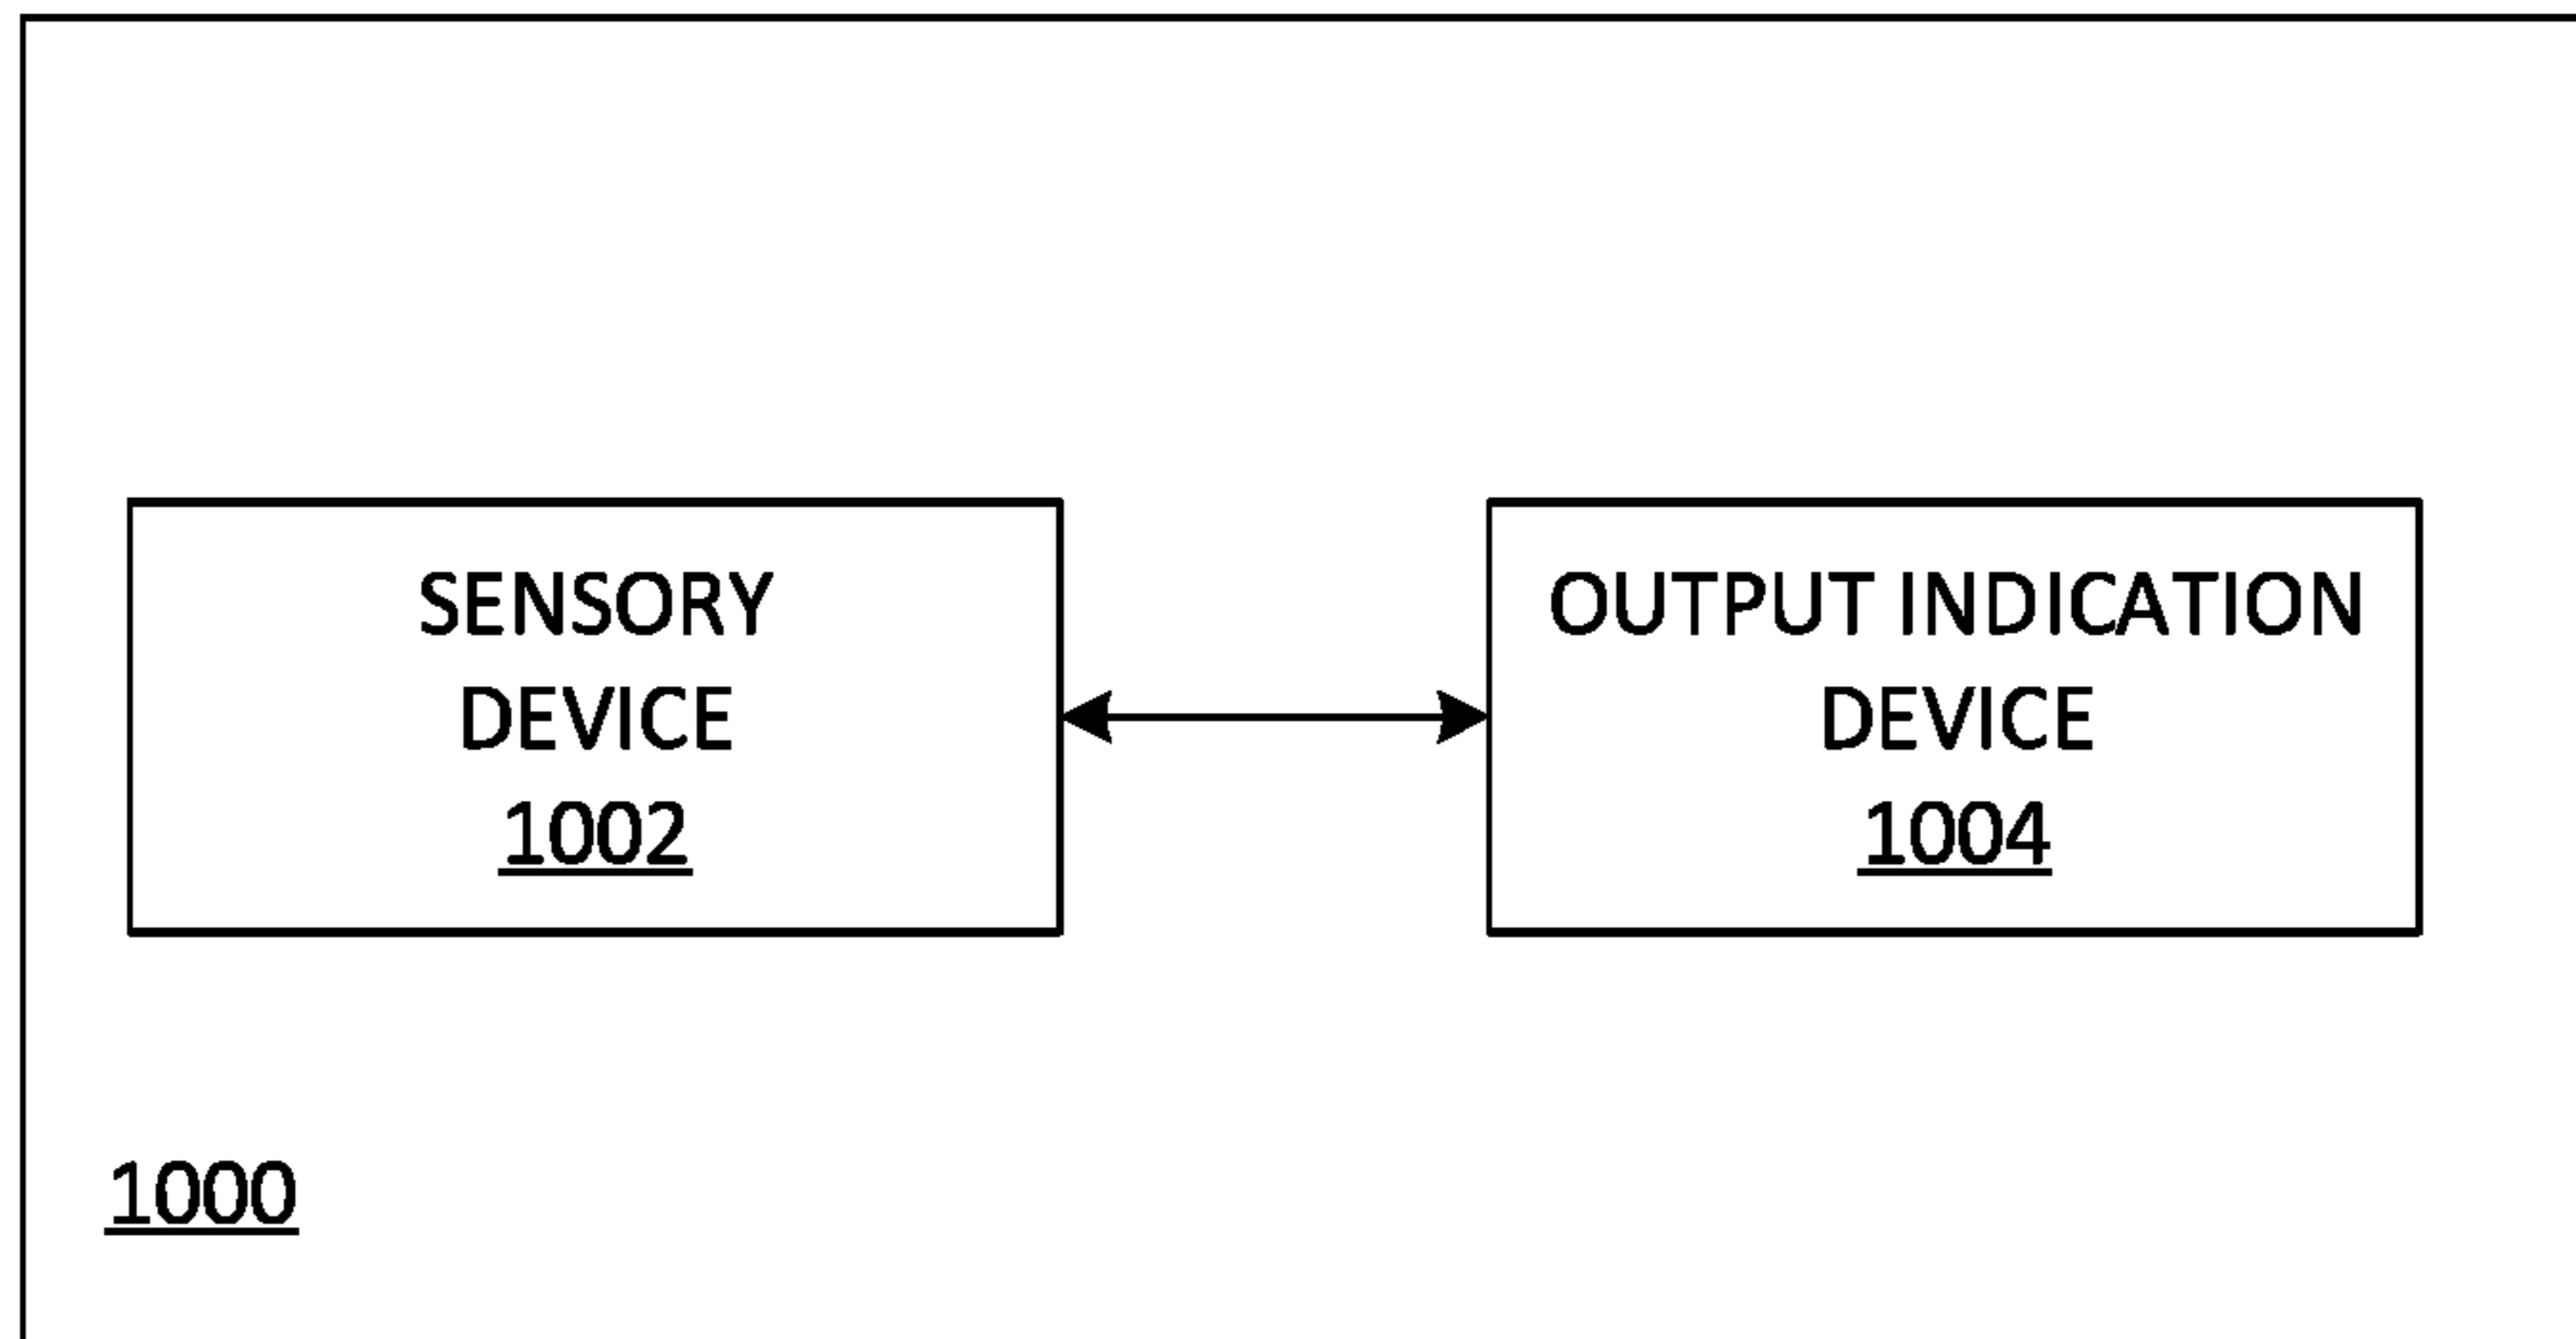 SENSORY
DEVICE
1002
OUTPUT INDICATION
DEVICE
1004
1000